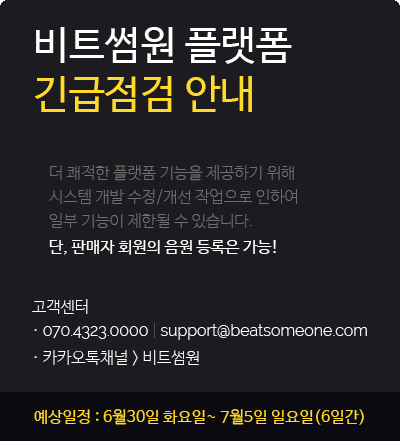 비트썸원 플랫폼
긴급점검 안내
더 쾌적한 플랫폼 기능을 제공하기 위해
시스템 개발 수정/개선 작업으로 인하여
일부 기능이 제한될 수 있습니다.
단, 판매자 회원의 음원 등록은 가능!
고객센터
· 070.4323.0000 | support@beatsomeone.com
· 카카오톡채널 > 비트썸원
예상일정 : 6월30일 화요일~ 7월5일 일요일(6일간)